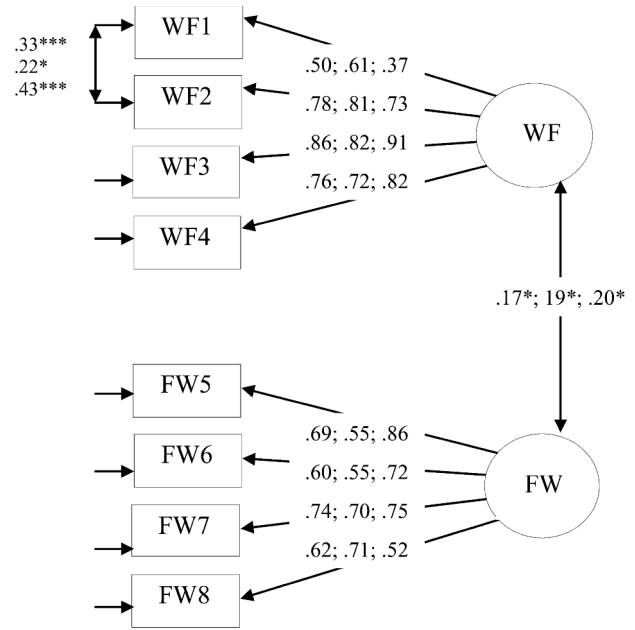 .33***
.22*
.43***
WF1
WF2
WF3
WF4
.50; .61; .37
.78; .81; .73
.86; .82; .91
.76; .72; .82
WF
.17*; 19*; .20*
FW5
FW6
FW7
FW8
.69; .55; .86
.60; .55; .72
.74; .70; .75
.62; .71; .52
FW